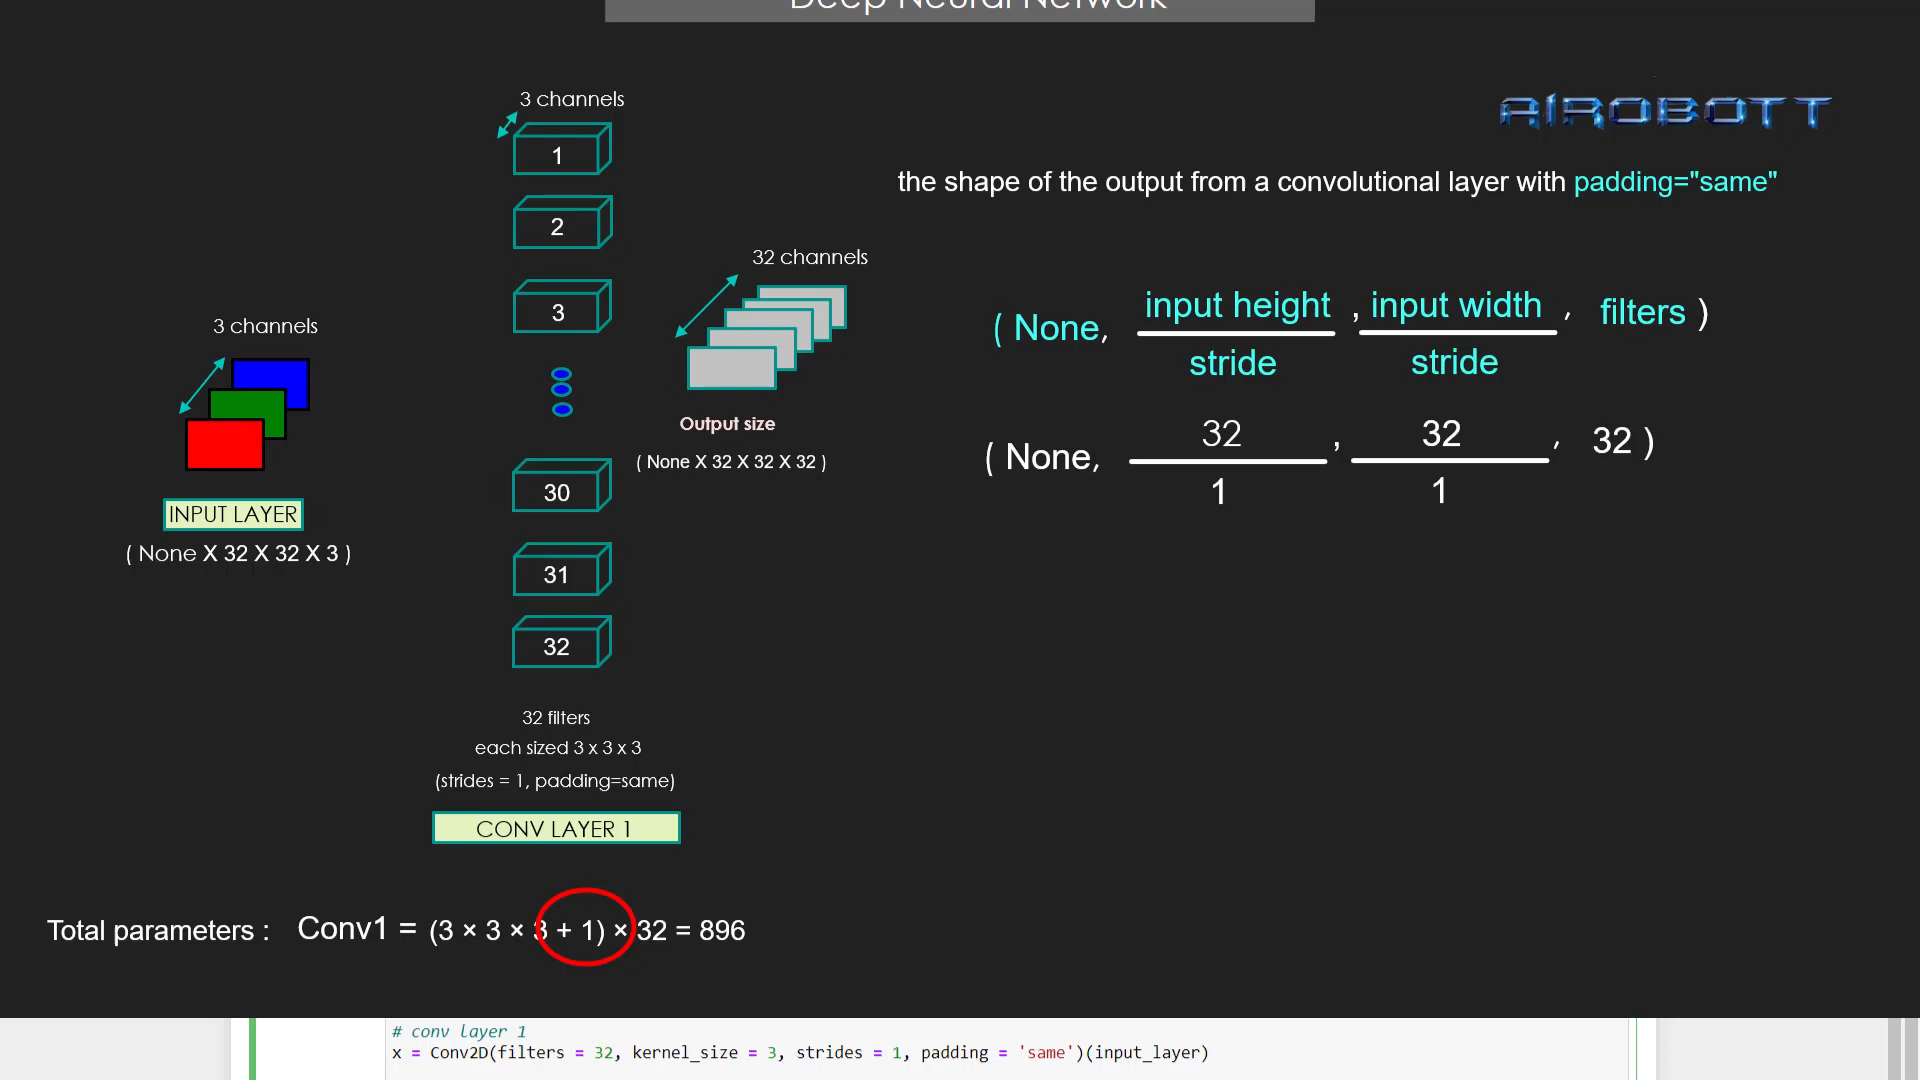 Deep Neural Network
AIROBOTT
the shape of the output from a convolutional layer with padding="same"
3 channels
1
2
3
30
31
32
32 filters
each sized 3 x 3 x 3
(strides = 1, padding=same)
CONV LAYER 1
3 channels
INPUT LAYER
( None X 32 X 32 X 3 )
32 channels
Output size
( None X 32 X 32 X 32 )
( None, input height , input width , filters )
stride stride
( None, 32 , 32 , 32 )
1 1
Total parameters : Conv1 = (3 × 3 × 3 + 1) × 32 = 896
# conv layer 1
x = Conv2D(filters = 32, kernel_size = 3, strides = 1, padding = 'same')(input_layer)